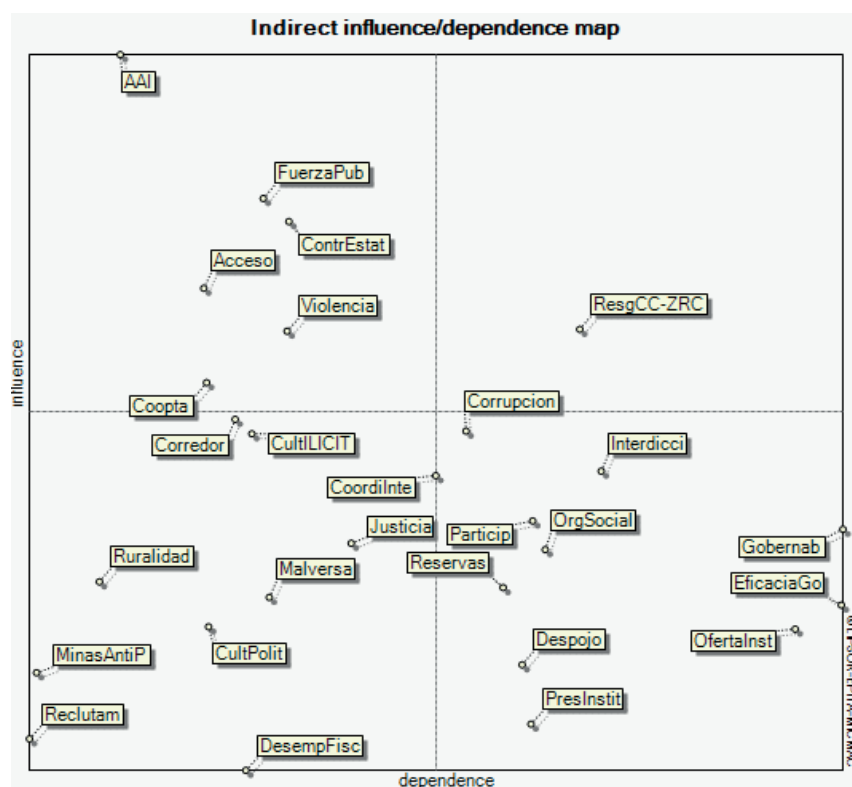 Indirect influence/dependence map
AAI
FuerzaPub
ContrEstat
Acceso
Violencia
ResgCC-ZRC
influence
Coopta
Corrupcion
Corredor
CultILICIT
Interdicci
CoordiInte
Justicia
Particip
OrgSocial
Gobernab
Ruralidad
Malversa
Reservas
EficaciaGo
CultPolit
Despojo
OfertaInst
MinasAntiP
PresInstit
Reclutam
DesempFisc
dependence